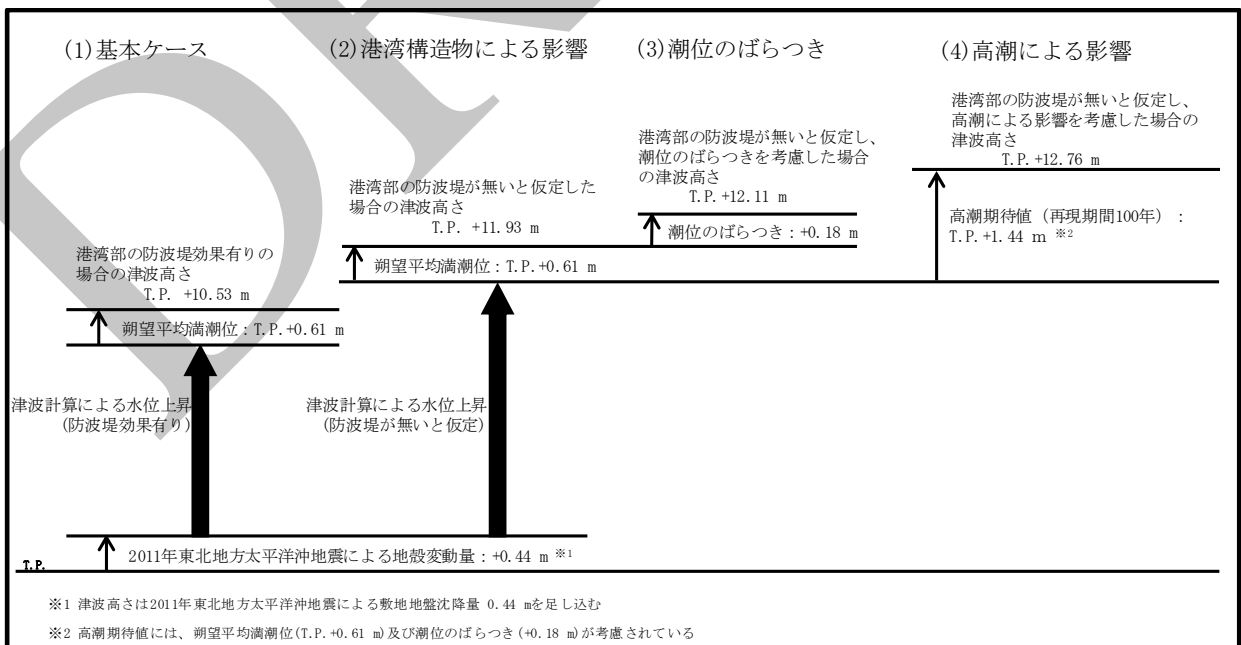 (1)基本ケース
(2)港湾構造物による影響
(3)潮位のばらつき
(4)高潮による影響
港湾部の防波堤効果有りの
場合の津波高さ
T.P. +10.53 m
朔望平均満潮位：T.P.+0.61 m
津波計算による水位上昇
(防波堤効果有り)
港湾部の防波堤が無いと仮定した
場合の津波高さ
T.P. +11.93 m
朔望平均満潮位：T.P.+0.61 m
津波計算による水位上昇
(防波堤が無いと仮定)
港湾部の防波堤が無いと仮定し、
潮位のばらつきを考慮した場合
の津波高さ
T.P.+12.11 m
潮位のばらつき：+0.18 m
港湾部の防波堤が無いと仮定し、
高潮による影響を考慮した場合の
津波高さ
T.P.+12.76 m
高潮期待値（再現期間100年）：
T.P.+1.44 m ※2
2011年東北地方太平洋沖地震による地殻変動量：+0.44 m ※1
T.P.
※1 津波高さは2011年東北地方太平洋沖地震による敷地地盤沈降量 0.44 mを足し込む
※2 高潮期待値には、朔望平均満潮位(T.P.+0.61 m)及び潮位のばらつき(+0.18 m)が考慮されている